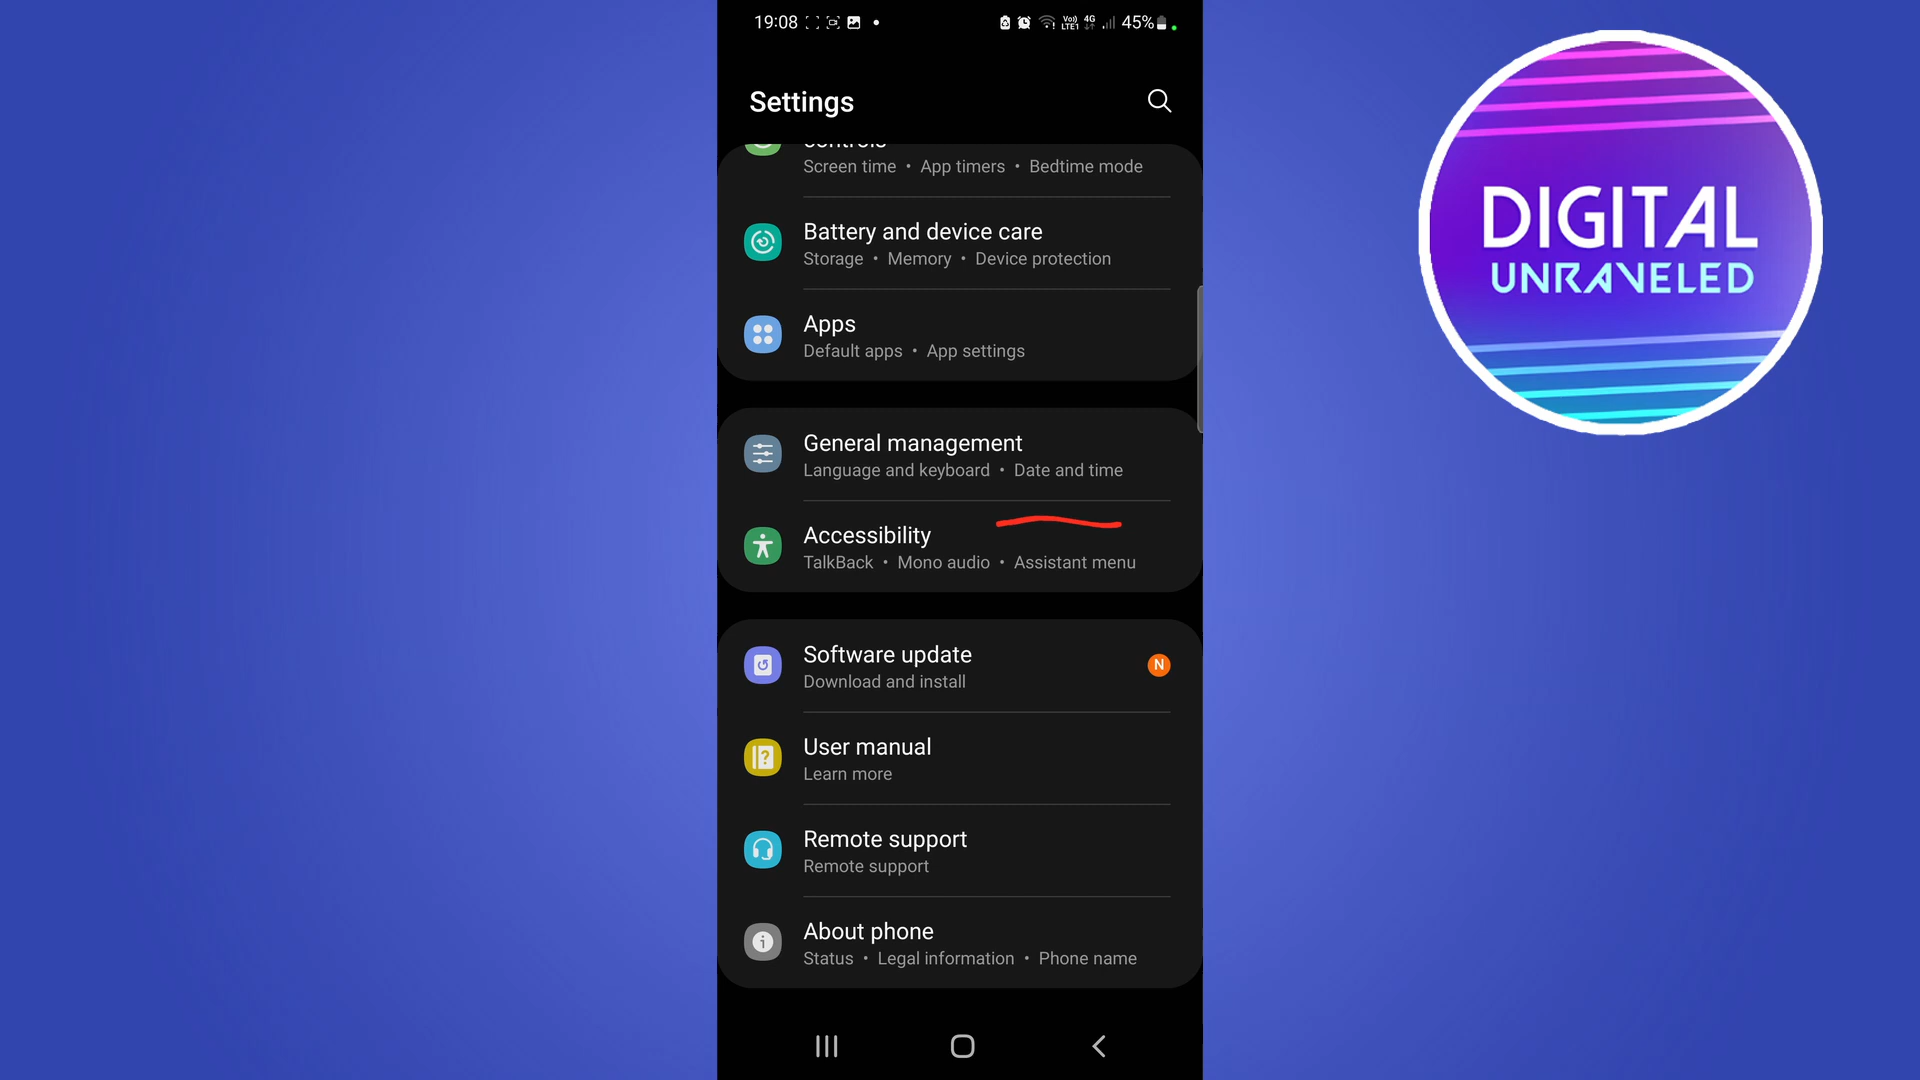 19:08
Vo)) LTE1 4G 45%
Settings
Screen time • App timers • Bedtime mode
Battery and device care
Storage • Memory • Device protection
Apps
Default apps • App settings
General management
Language and keyboard • Date and time
Accessibility
TalkBack • Mono audio • Assistant menu
Software update
N
Download and install
User manual
Learn more
Remote support
Remote support
About phone
Status • Legal information • Phone name
DIGITAL
UNRAVELED